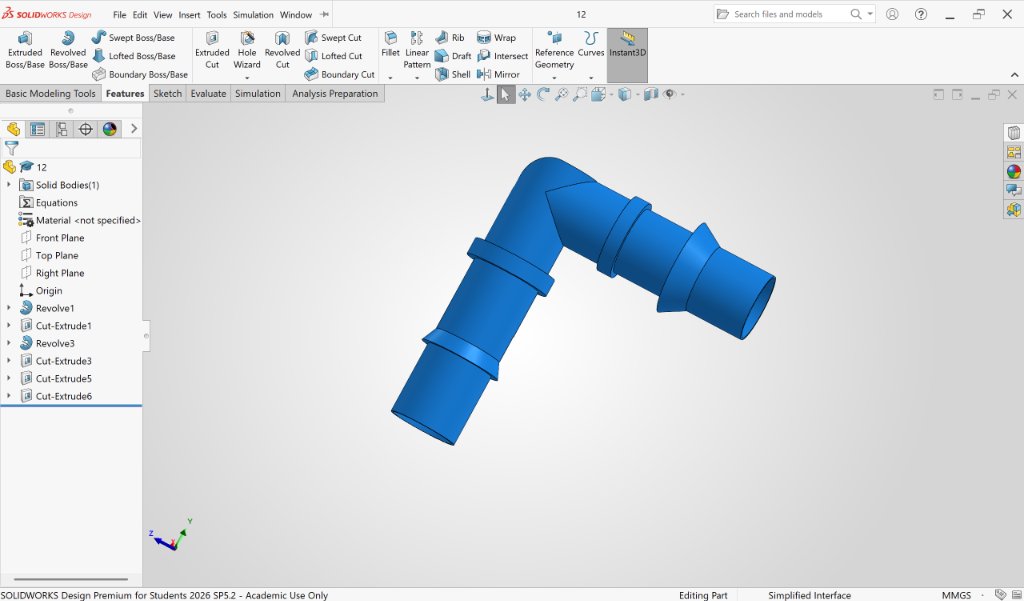 SOLIDWORKS Design File Edit View Insert Tools Simulation Window 12 Search files and models
Extruded Boss/Base Revolved Boss/Base Swept Boss/Base Lofted Boss/Base Boundary Boss/Base Extruded Cut Hole Wizard Revolved Cut Swept Cut Lofted Cut Boundary Cut Fillet Linear Pattern Rib Draft Shell Wrap Intersect Mirror Reference Geometry Curves Instant3D
Basic Modeling Tools Features Sketch Evaluate Simulation Analysis Preparation
12
Solid Bodies(1)
Equations
Material <not specified>
Front Plane
Top Plane
Right Plane
Origin
Revolve1
Cut-Extrude1
Revolve3
Cut-Extrude3
Cut-Extrude5
Cut-Extrude6
Y
Z
X
SOLIDWORKS Design Premium for Students 2026 SP5.2 - Academic Use Only Editing Part Simplified Interface MMGS